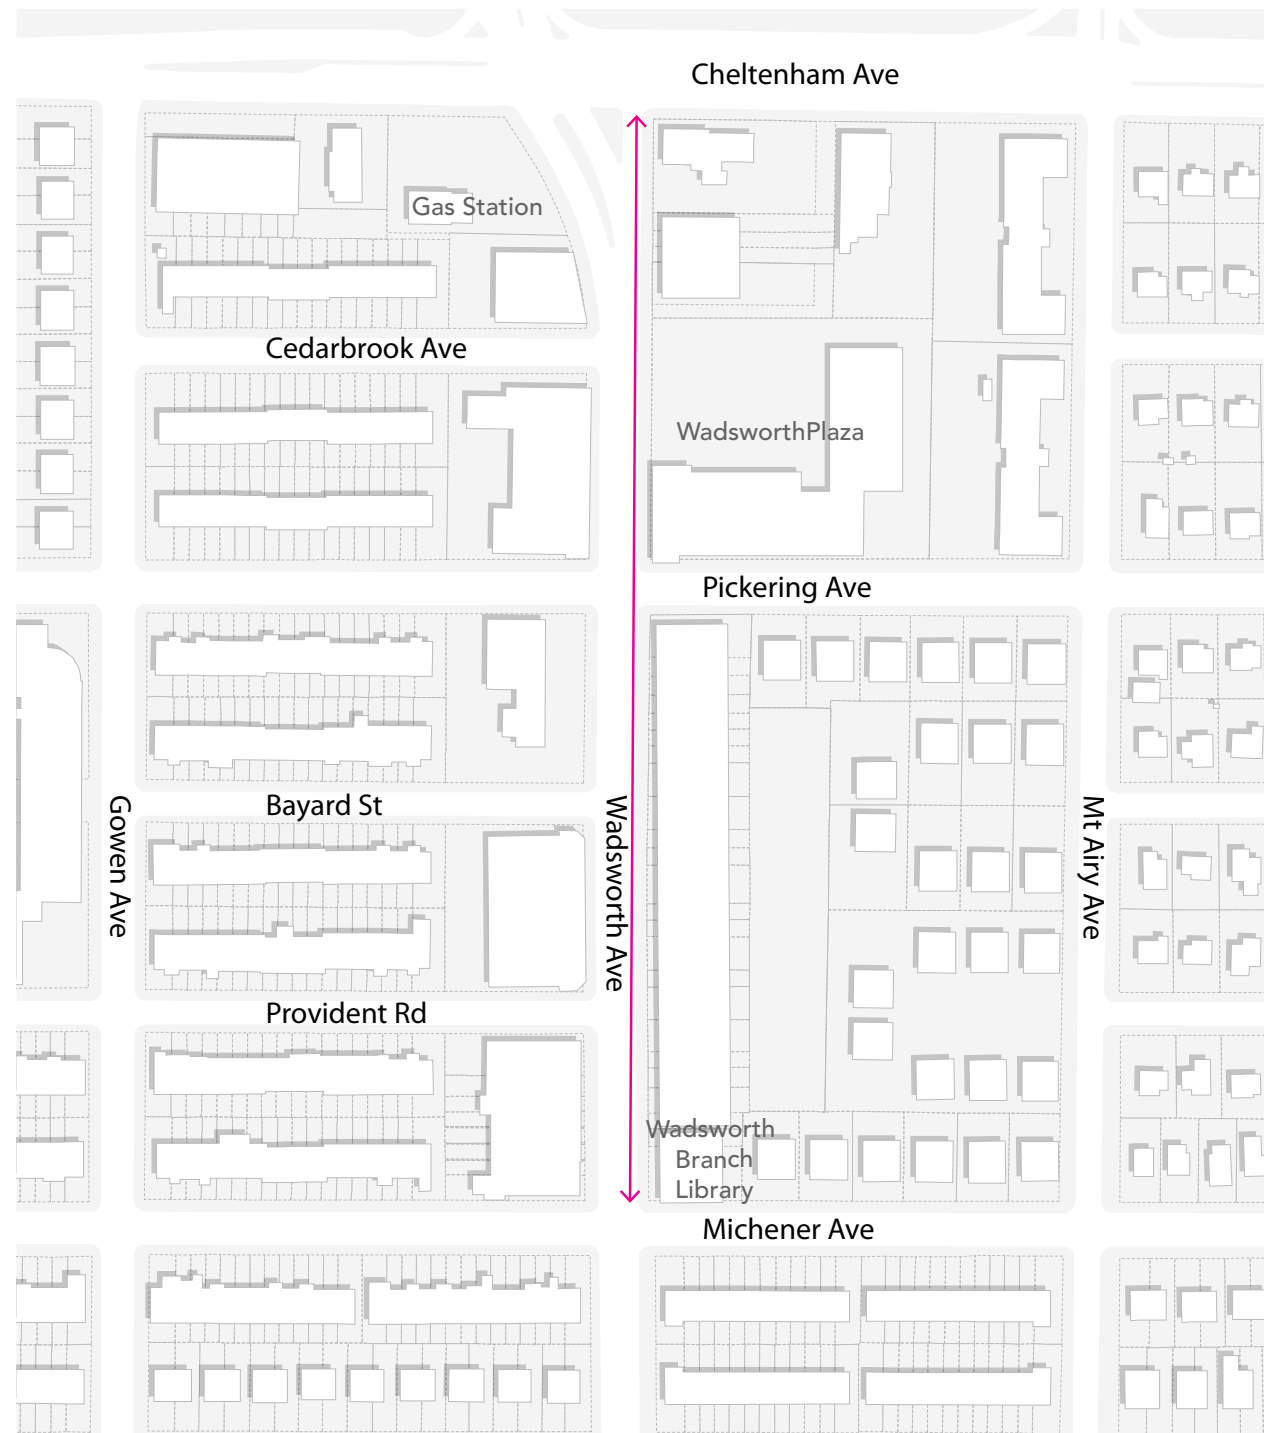 Cheltenham Ave
Gas Station
Cedarbrook Ave
WadsworthPlaza
Pickering Ave
Gowen Ave
Bayard St
Wadsworth Ave
Mt Airy Ave
Provident Rd
Wadsworth
Branch
Library
Michener Ave